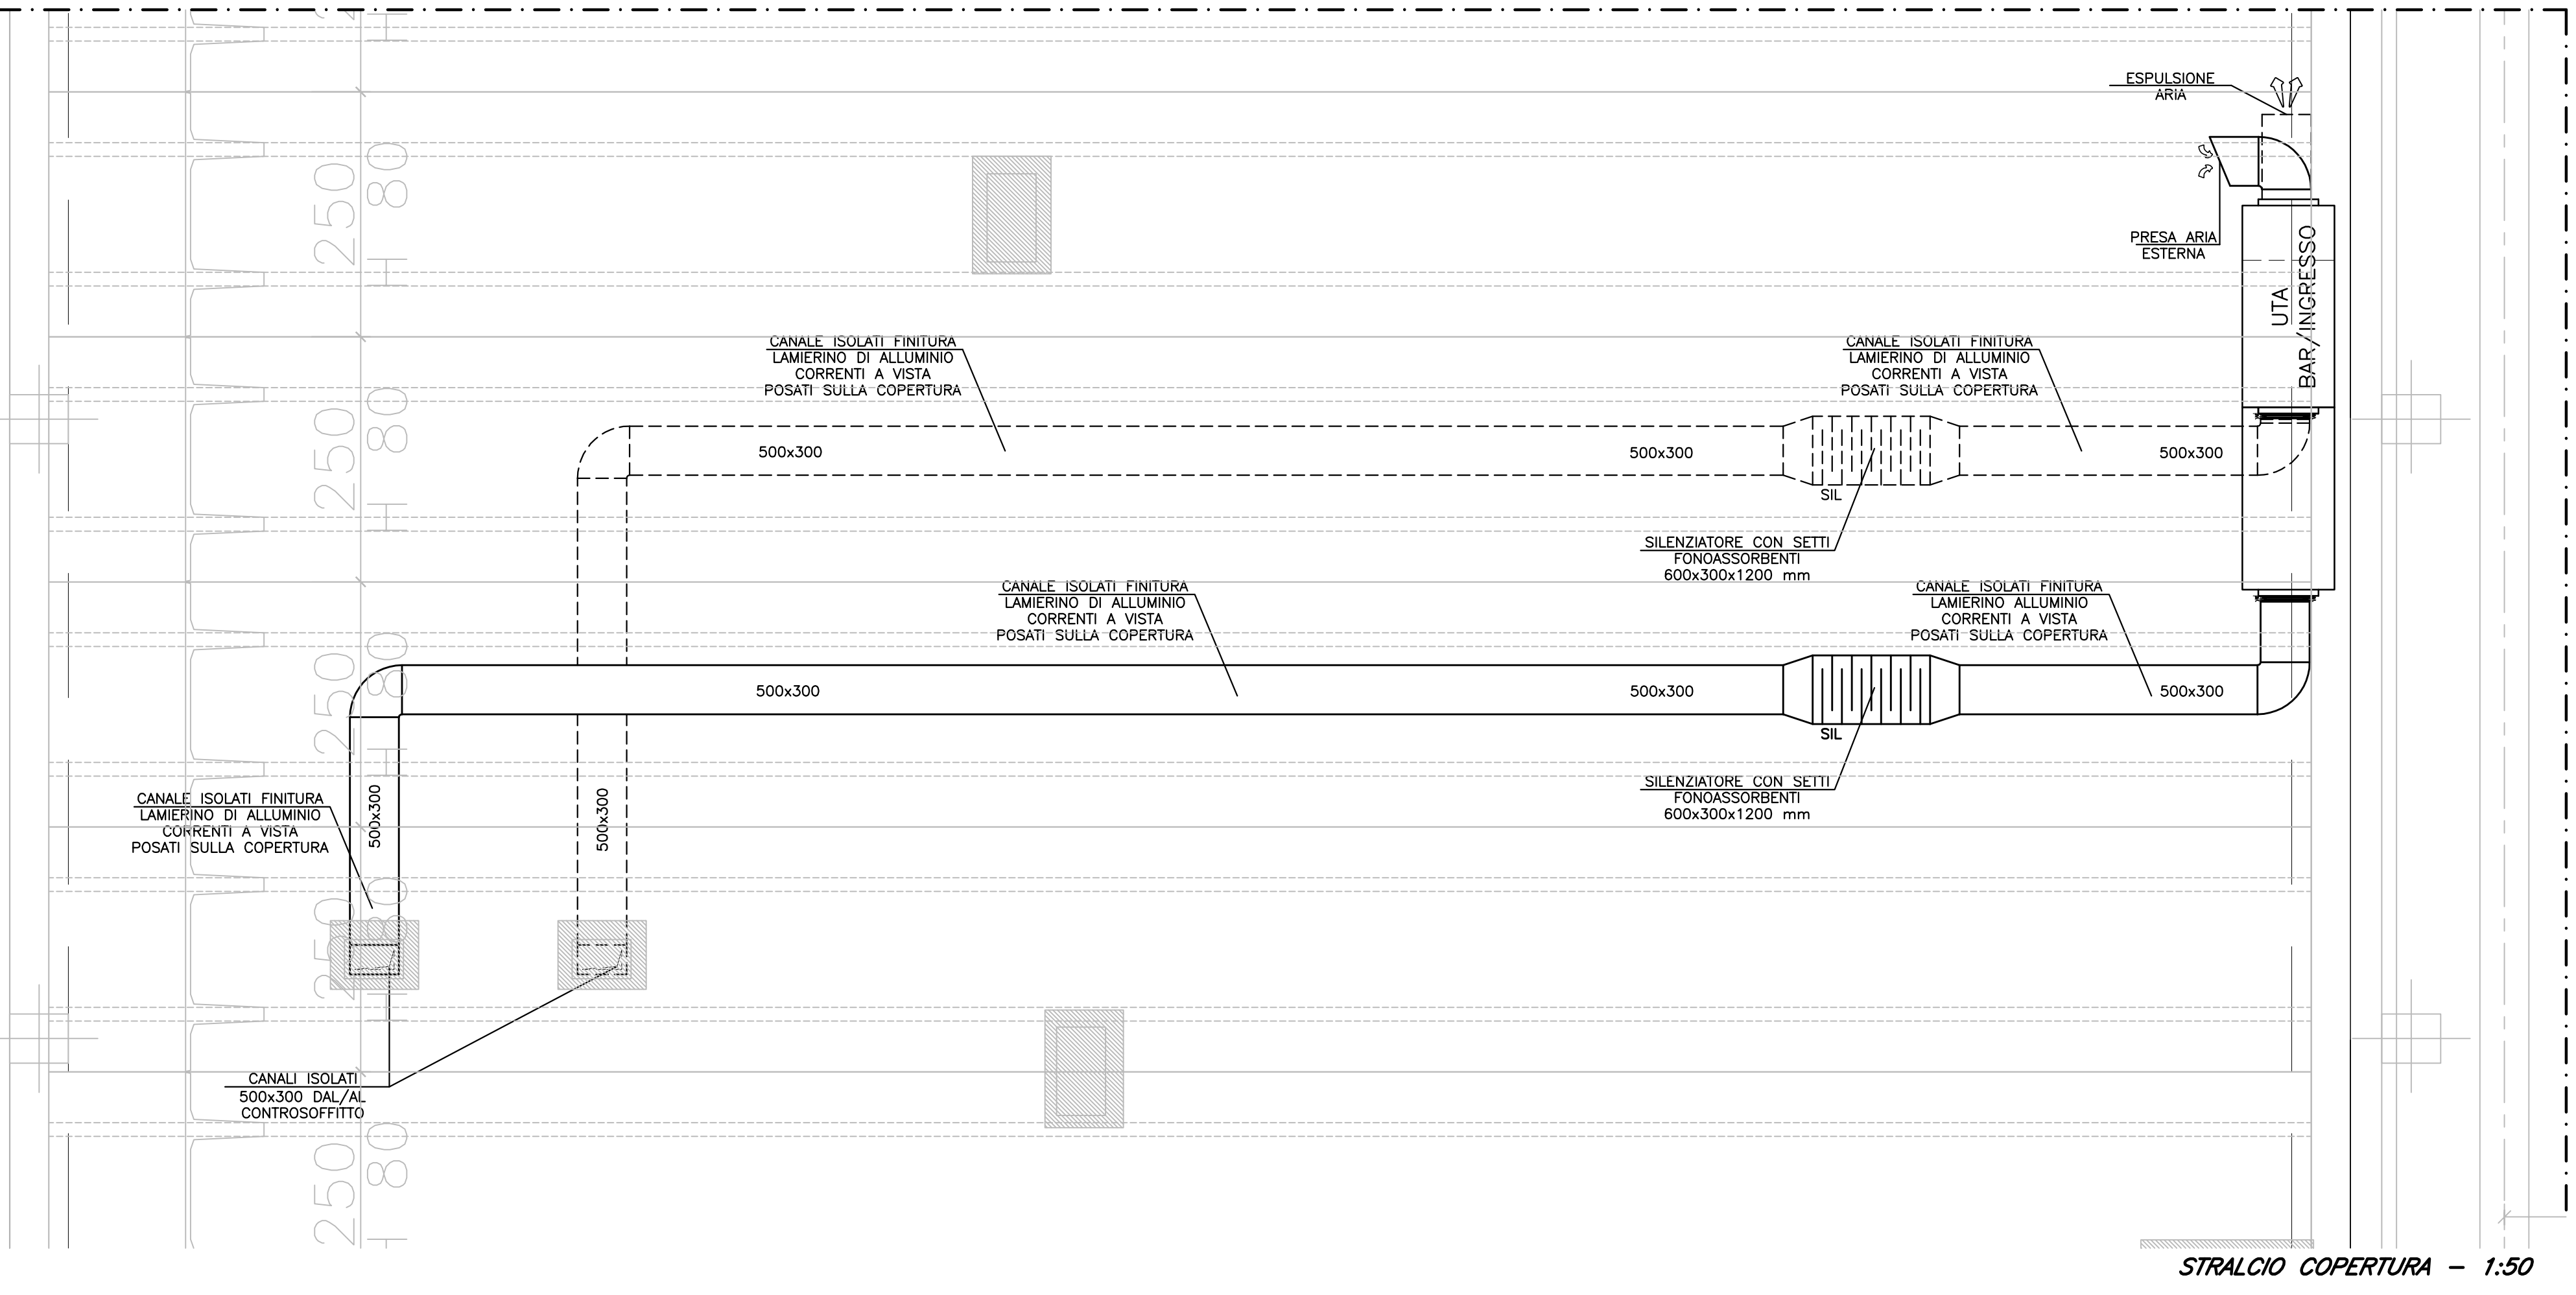 ESPULSIONE
ARIA
PRESA ARIA
ESTERNA
UTA
BAR/INGRESSO
CANALE ISOLATI FINITURA
LAMIERINO DI ALLUMINIO
CORRENTI A VISTA
POSATI SULLA COPERTURA
CANALE ISOLATI FINITURA
LAMIERINO DI ALLUMINIO
CORRENTI A VISTA
POSATI SULLA COPERTURA
500x300
500x300
500x300
SIL
SILENZIATORE CON SETTI
FONOASSORBENTI
600x300x1200 mm
CANALE ISOLATI FINITURA
LAMIERINO DI ALLUMINIO
CORRENTI A VISTA
POSATI SULLA COPERTURA
CANALE ISOLATI FINITURA
LAMIERINO ALLUMINIO
CORRENTI A VISTA
POSATI SULLA COPERTURA
500x300
500x300
500x300
SIL
SILENZIATORE CON SETTI
FONOASSORBENTI
600x300x1200 mm
CANALE ISOLATI FINITURA
LAMIERINO DI ALLUMINIO
CORRENTI A VISTA
POSATI SULLA COPERTURA
500x300
500x300
CANALI ISOLATI
500x300 DAL/AL
CONTROSOFFITTO
250
H 80
250
H 80
250
H 80
250
H 80
250
H 80
STRALCIO COPERTURA – 1:50